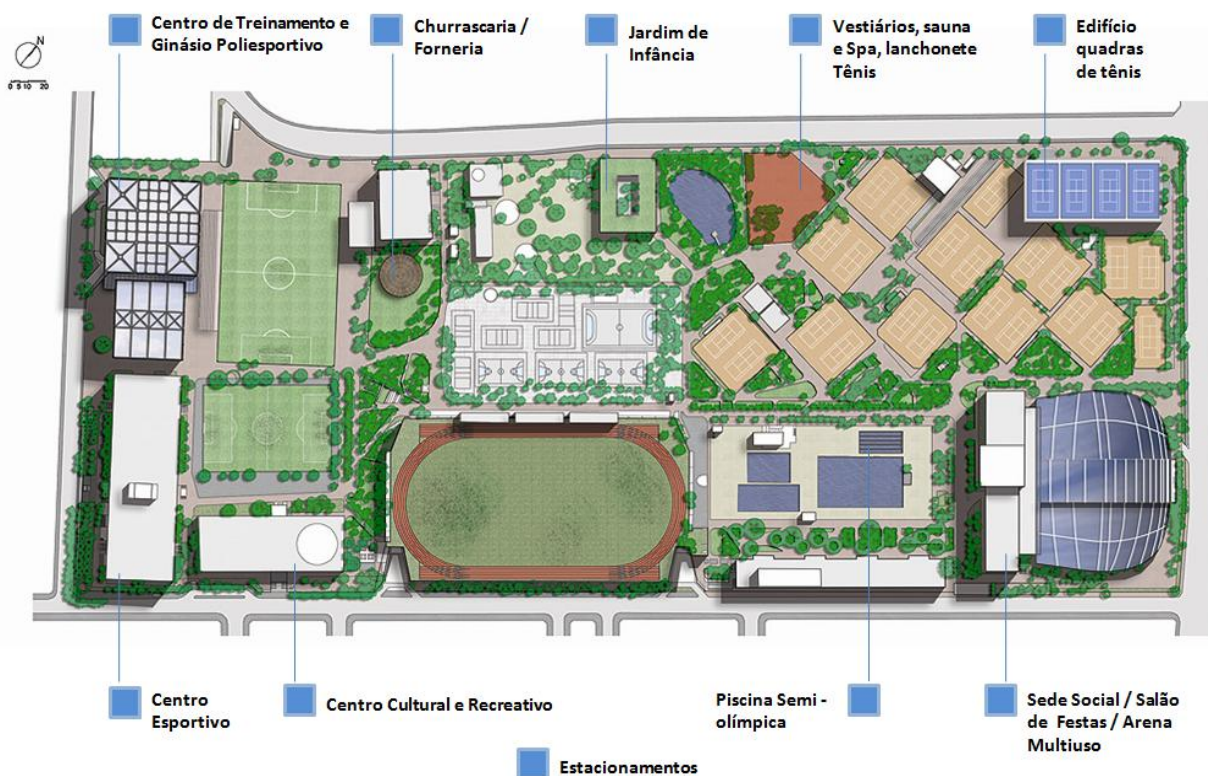 Centro de Treinamento e
Ginásio Poliesportivo
Churrascaria /
Forneria
Jardim de
Infância
Vestiários, sauna
e Spa, lanchonete
Tênis
Edifício
quadras
de tênis
N
0 5 10 20
Centro
Esportivo
Centro Cultural e Recreativo
Piscina Semi -
olímpica
Sede Social / Salão
de Festas / Arena
Multiuso
Estacionamentos